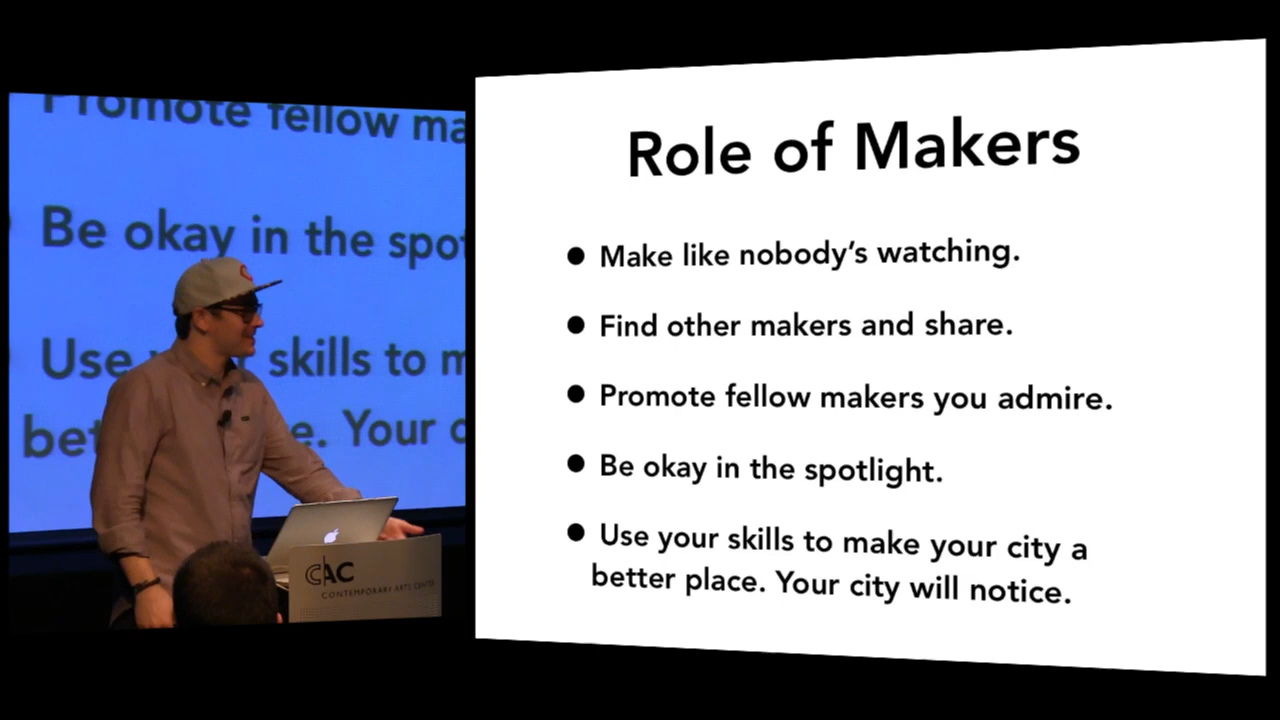 Promote fellow ma
Be okay in the spot
Use skills to m
bet e. Your c
CAC
CONTEMPORARY ARTS CENTER
Role of Makers
● Make like nobody’s watching.
● Find other makers and share.
● Promote fellow makers you admire.
● Be okay in the spotlight.
● Use your skills to make your city a
better place. Your city will notice.